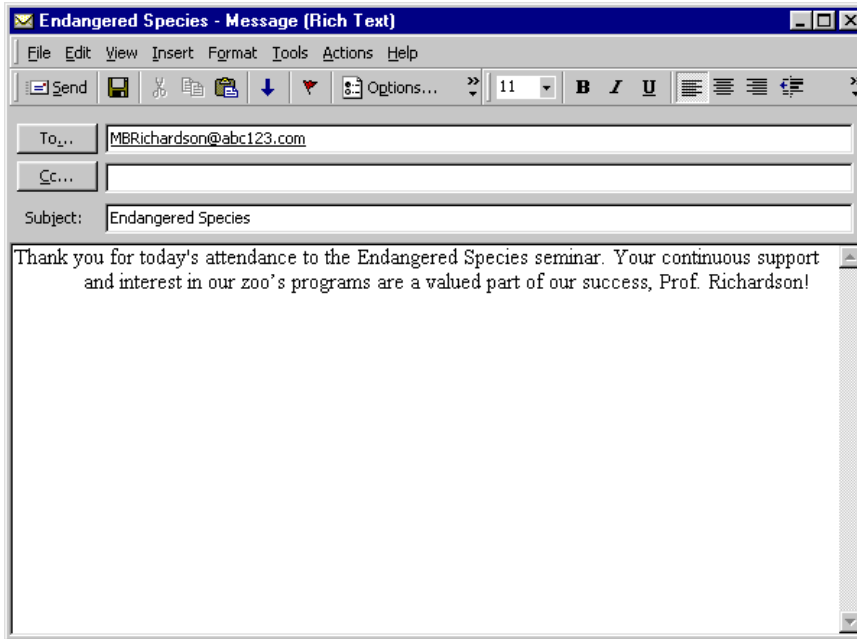 Endangered Species - Message (Rich Text)
File Edit View Insert Format Tools Actions Help
Send Options... » 11 B I U »
To... MBRichardson@abc123.com
Cc...
Subject: Endangered Species
Thank you for today's attendance to the Endangered Species seminar. Your continuous support
and interest in our zoo’s programs are a valued part of our success, Prof. Richardson!